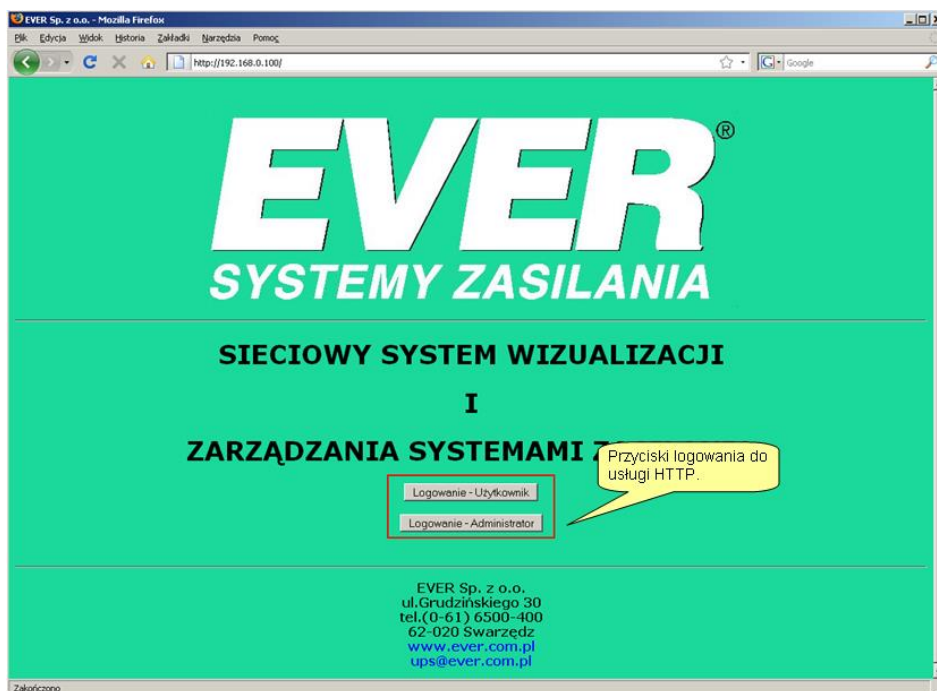 EVER Sp. z o.o. - Mozilla Firefox
Plik Edycja Widok Historia Zakładki Narzędzia Pomoc
http://192.168.0.100/
G Google
EVER®
SYSTEMY ZASILANIA
SIECIOWY SYSTEM WIZUALIZACJI
I
ZARZĄDZANIA SYSTEMAMI
Przyciski logowania do
usługi HTTP.
Logowanie - Użytkownik
Logowanie - Administrator
EVER Sp. z o.o.
ul.Grudzińskiego 30
tel.(0-61) 6500-400
62-020 Swarzędz
www.ever.com.pl
ups@ever.com.pl
Zakończono